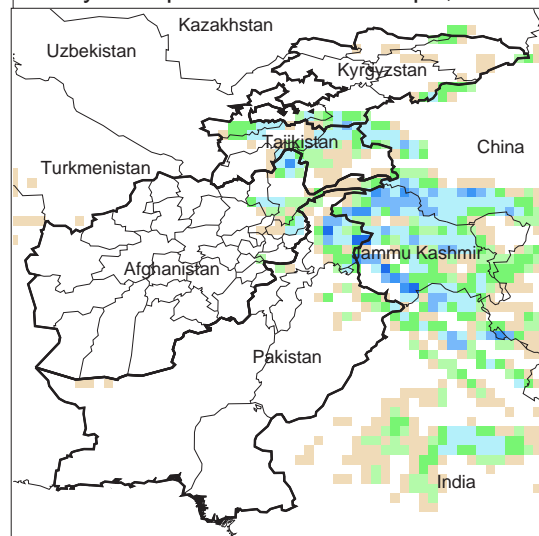 Kazakhstan
Uzbekistan
Kyrgyzstan
Tajikistan
China
Turkmenistan
Afghanistan
Jammu Kashmir
Pakistan
India